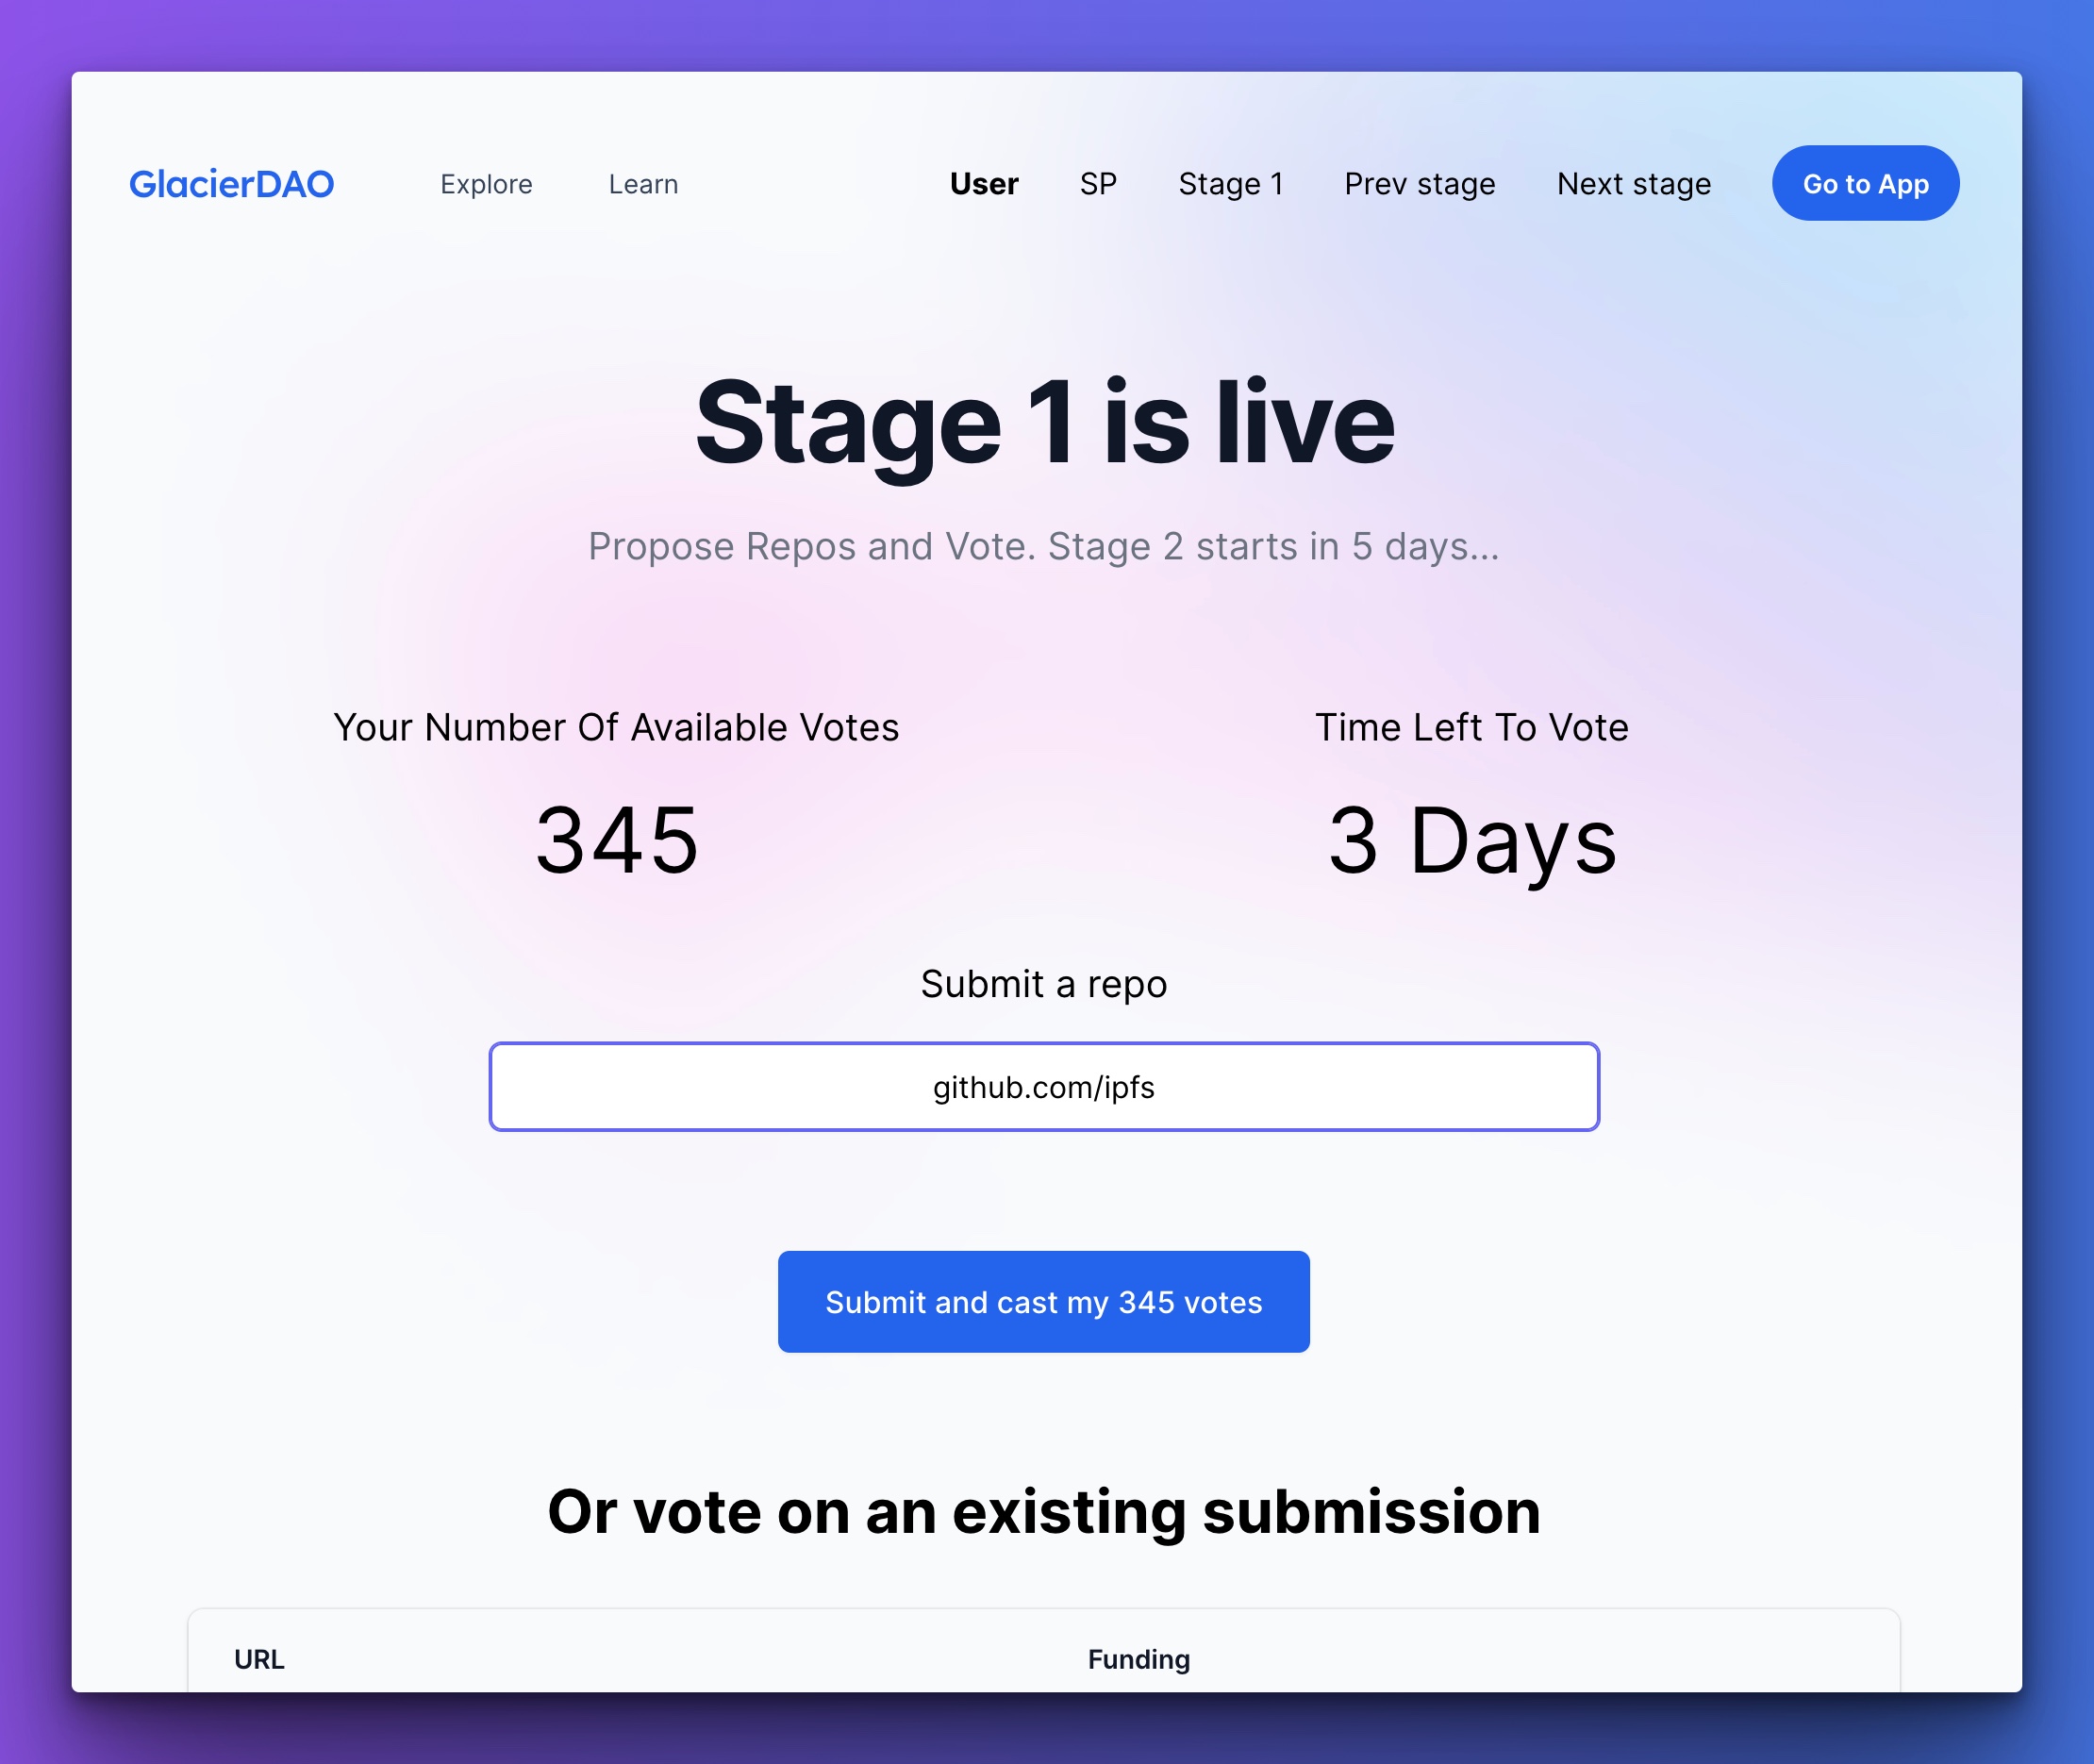 GlacierDAO Explore Learn User SP Stage 1 Prev stage Next stage Go to App
Stage 1 is live
Propose Repos and Vote. Stage 2 starts in 5 days...
Your Number Of Available Votes
345
Time Left To Vote
3 Days
Submit a repo
github.com/ipfs
Submit and cast my 345 votes
Or vote on an existing submission
URL Funding